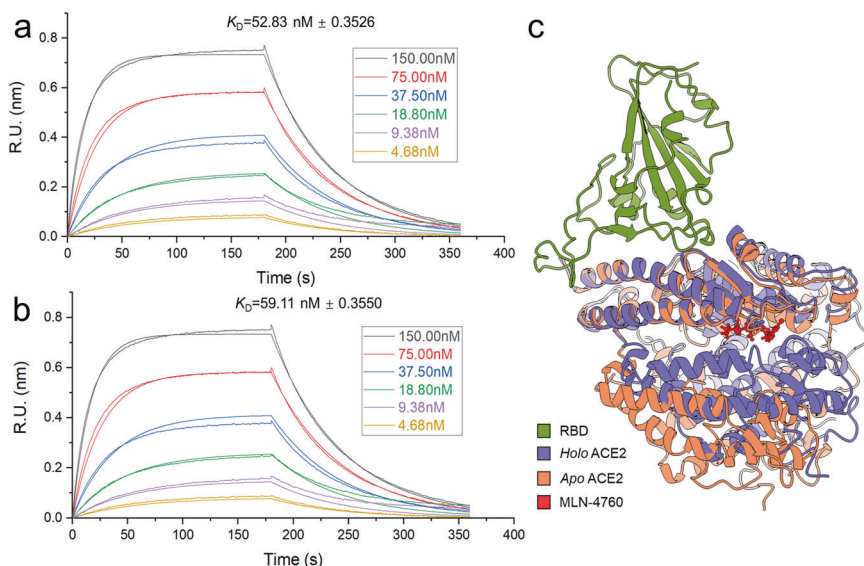 a
K_D=52.83 nM ± 0.3526
R.U. (nm)
0.8
0.6
0.4
0.2
0.0
150.00nM
75.00nM
37.50nM
18.80nM
9.38nM
4.68nM
0 50 100 150 200 250 300 350 400
Time (s)
b
K_D=59.11 nM ± 0.3550
R.U. (nm)
0.8
0.6
0.4
0.2
0.0
150.00nM
75.00nM
37.50nM
18.80nM
9.38nM
4.68nM
0 50 100 150 200 250 300 350 400
Time (s)
c
RBD
Holo ACE2
Apo ACE2
MLN-4760